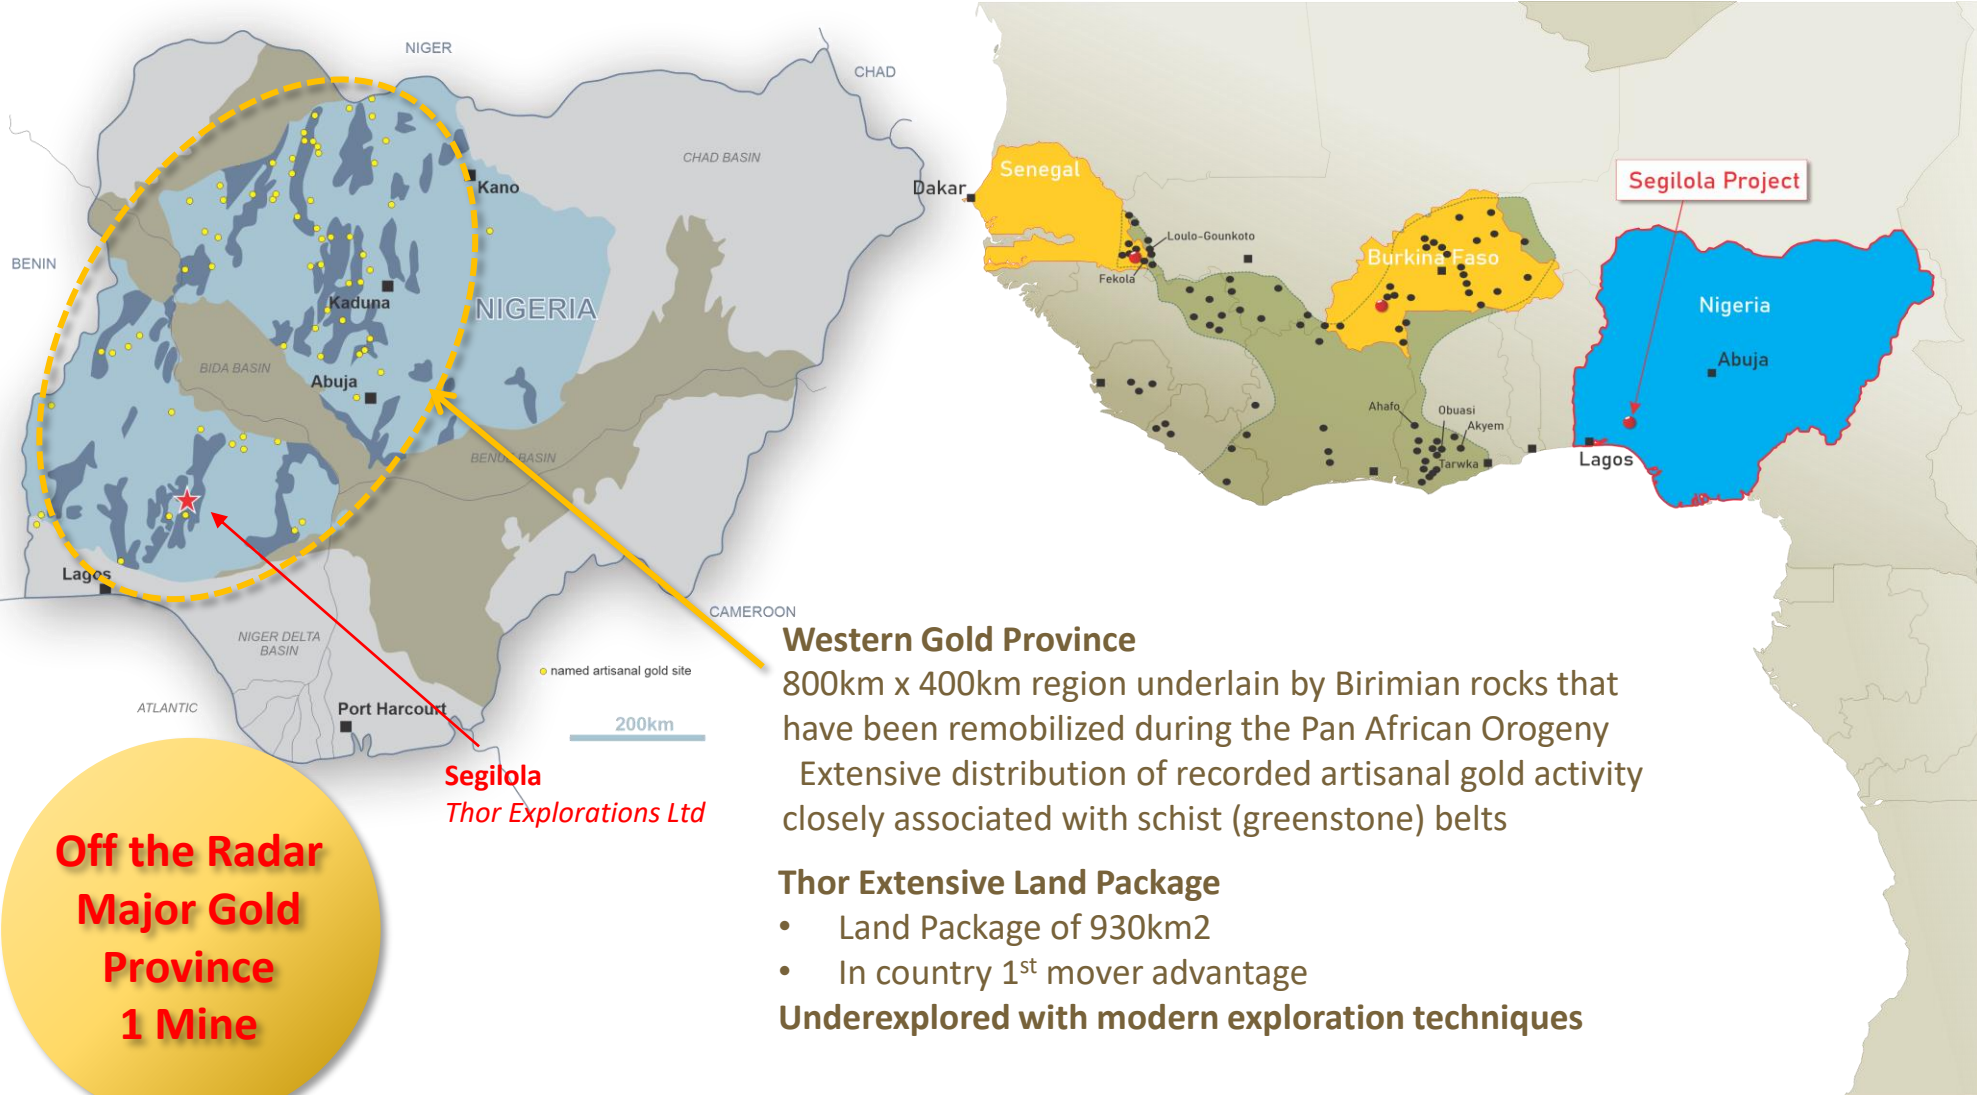 NIGER
CHAD
CHAD BASIN
Kano
BENIN
Kaduna
NIGERIA
BIDA BASIN
Abuja
BENUE BASIN
Lagos
CAMEROON
NIGER DELTA
BASIN
named artisanal gold site
ATLANTIC
Port Harcourt
200km
Segilola
Thor Explorations Ltd
Off the Radar
Major Gold
Province
1 Mine
Senegal
Dakar
Segilola Project
Loulo-Gounkoto
Burkina Faso
Fekola
Nigeria
Abuja
Ahafo
Obuasi
Akyem
Tarwka
Lagos
Western Gold Province
800km x 400km region underlain by Birimian rocks that
have been remobilized during the Pan African Orogeny
Extensive distribution of recorded artisanal gold activity
closely associated with schist (greenstone) belts
Thor Extensive Land Package
• Land Package of 930km2
• In country 1st mover advantage
Underexplored with modern exploration techniques